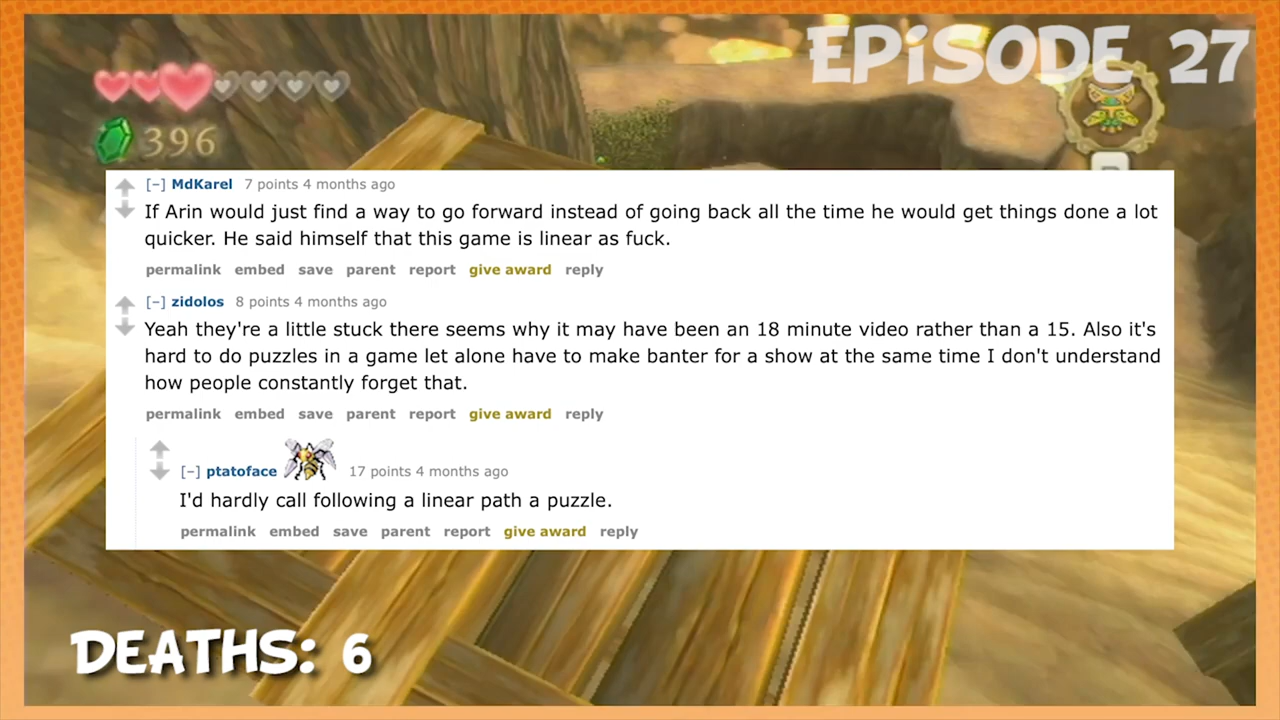 EPiSODE 27
396
[–] MdKarel 7 points 4 months ago
If Arin would just find a way to go forward instead of going back all the time he would get things done a lot
quicker. He said himself that this game is linear as fuck.
permalink embed save parent report give award reply
[–] zidolos 8 points 4 months ago
Yeah they're a little stuck there seems why it may have been an 18 minute video rather than a 15. Also it's
hard to do puzzles in a game let alone have to make banter for a show at the same time I don't understand
how people constantly forget that.
permalink embed save parent report give award reply
[–] ptatoface 17 points 4 months ago
I'd hardly call following a linear path a puzzle.
permalink embed save parent report give award reply
DEATHS: 6